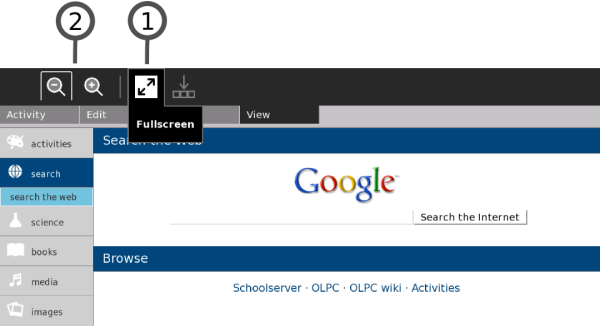 2
1
Activity
Edit
View
Fullscreen
Search the Web
activities
search
search the web
science
books
media
images
Google
Search the Internet
Browse
Schoolserver · OLPC · OLPC wiki · Activities